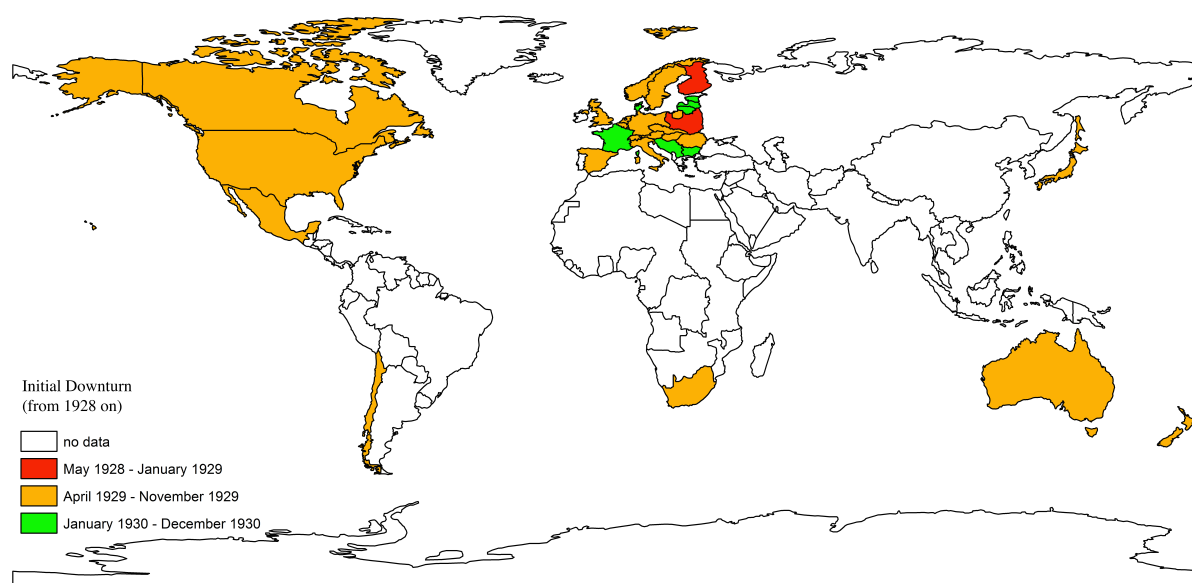 Initial Downturn
(from 1928 on)
no data
May 1928 - January 1929
April 1929 - November 1929
January 1930 - December 1930